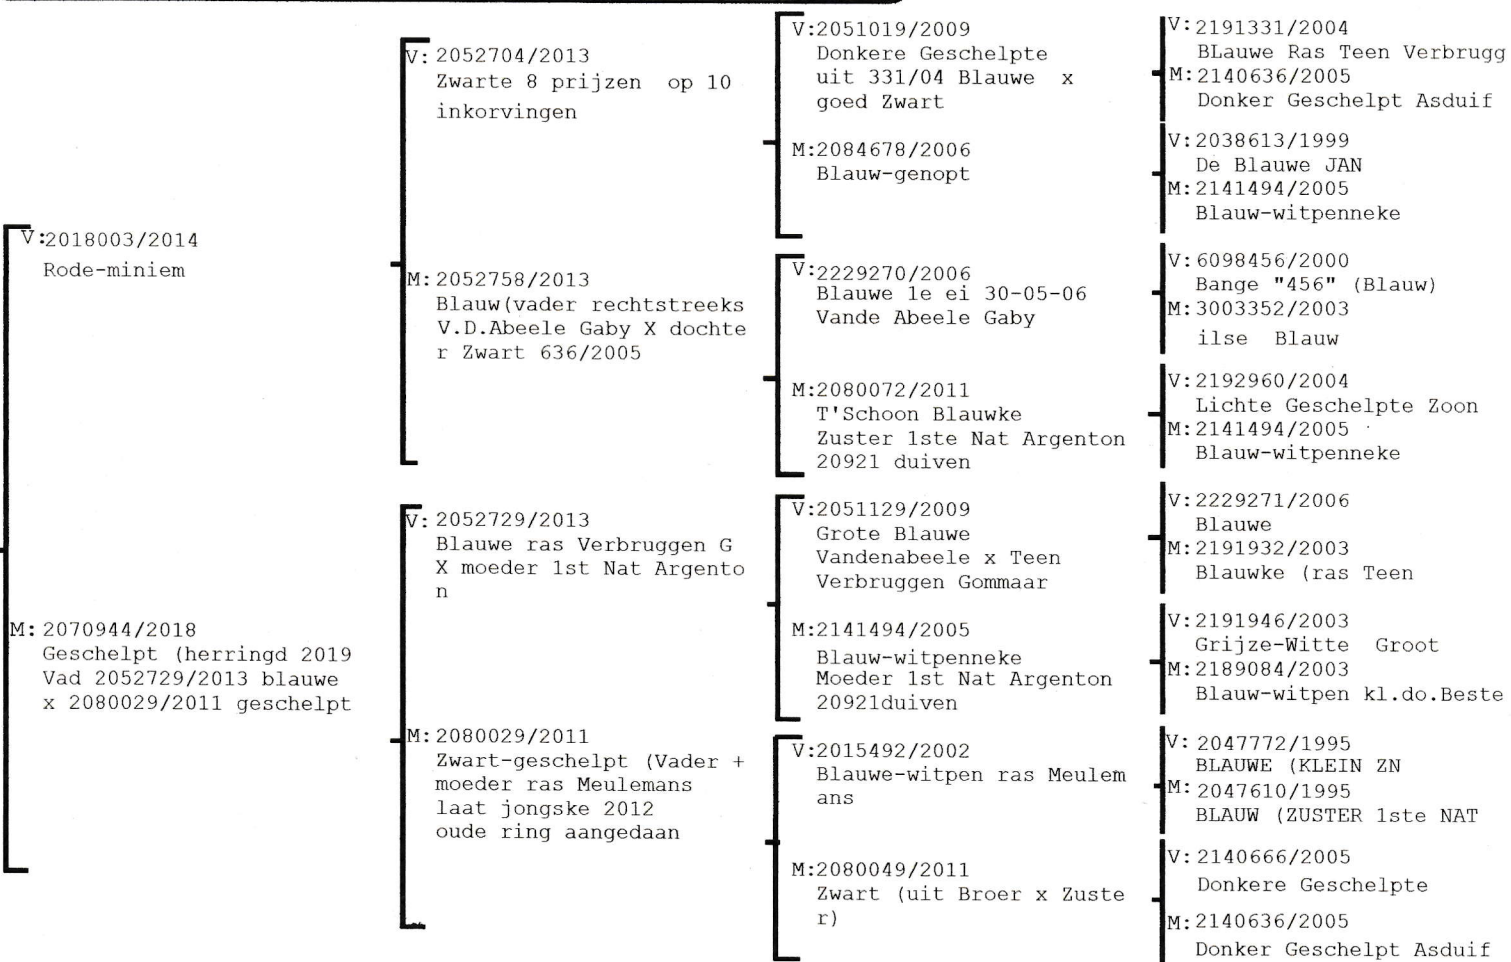 V:2018003/2014
Rode-miniem
M: 2070944/2018
Geschelpt (herringd 2019
Vad 2052729/2013 blauwe
x 2080029/2011 geschelpt
V: 2052704/2013
Zwarte 8 prijzen op 10
inkorvingen
M: 2052758/2013
Blauw(vader rechtstreeks
V.D.Abeele Gaby X dochte
r Zwart 636/2005
V: 2052729/2013
Blauwe ras Verbruggen G
X moeder 1st Nat Argento
n
M: 2080029/2011
Zwart-geschelpt (Vader +
moeder ras Meulemans
laat jongske 2012
oude ring aangedaan
V:2051019/2009
Donkere Geschelpte
uit 331/04 Blauwe x
goed Zwart
M:2084678/2006
Blauw-genopt
V:2229270/2006
Blauwe 1e ei 30-05-06
Vande Abeele Gaby
M:2080072/2011
T'Schoon Blauwke
Zuster 1ste Nat Argenton
20921 duiven
V:2051129/2009
Grote Blauwe
Vandenabeele x Teen
Verbruggen Gommaar
M:2141494/2005
Blauw-witpenneke
Moeder 1st Nat Argenton
20921duiven
V:2015492/2002
Blauwe-witpen ras Meulem
ans
M:2080049/2011
Zwart (uit Broer x Zuste
r)
V:2191331/2004
BLauwe Ras Teen Verbrugg
M:2140636/2005
Donker Geschelpt Asduif
V:2038613/1999
De Blauwe JAN
M:2141494/2005
Blauw-witpenneke
V:6098456/2000
Bange "456" (Blauw)
M:3003352/2003
ilse Blauw
V:2192960/2004
Lichte Geschelpte Zoon
M:2141494/2005
Blauw-witpenneke
V:2229271/2006
Blauwe
M:2191932/2003
Blauwke (ras Teen
V:2191946/2003
Grijze-Witte Groot
M:2189084/2003
Blauw-witpen kl.do.Beste
V: 2047772/1995
BLAUWE (KLEIN ZN
M: 2047610/1995
BLAUW (ZUSTER 1ste NAT
V:2140666/2005
Donkere Geschelpte
M:2140636/2005
Donker Geschelpt Asduif